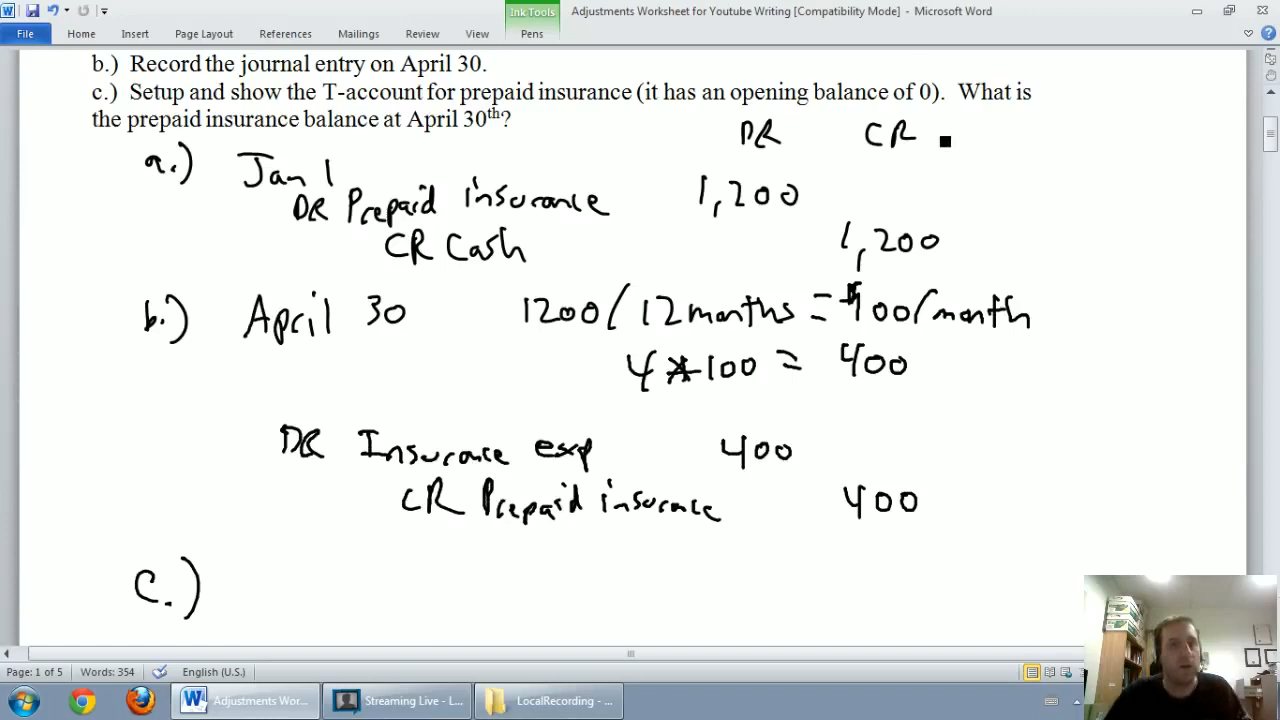 Ink Tools
Adjustments Worksheet for Youtube Writing [Compatibility Mode] - Microsoft Word
File Home Insert Page Layout References Mailings Review View Pens
b.) Record the journal entry on April 30.
c.) Setup and show the T-account for prepaid insurance (it has an opening balance of 0). What is
the prepaid insurance balance at April 30th?
DR CR
a.) Jan 1
DR Prepaid insurance 1,200
CR Cash 1,200
b.) April 30 1200/12months = $100/month
4 * 100 = 400
DR Insurance exp 400
CR Prepaid insurance 400
c.)
Page: 1 of 5 Words: 354 English (U.S.)
Adjustments Wor... Streaming Live - L... LocalRecording - ...